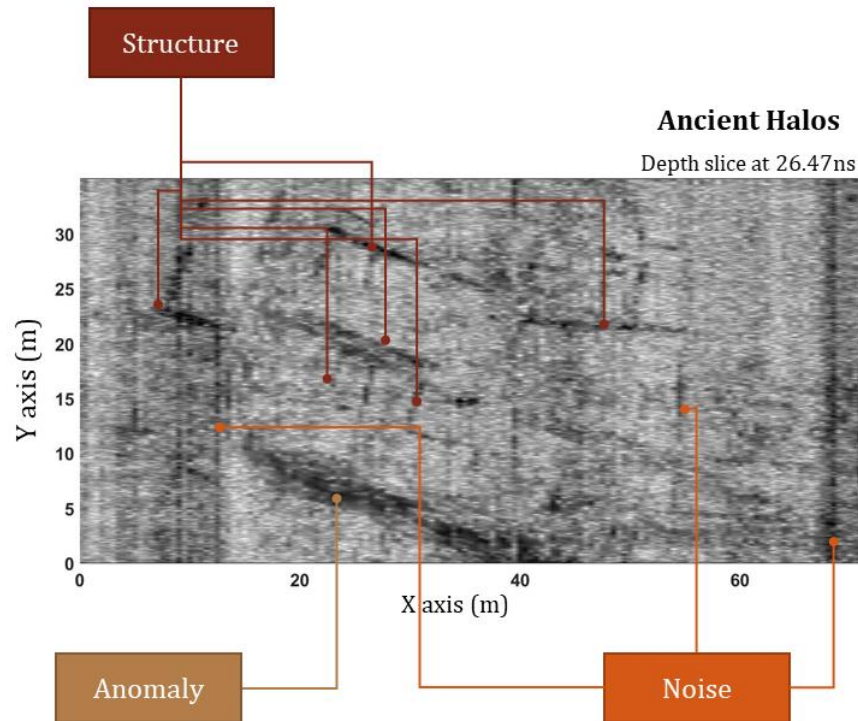 Structure
Ancient Halos
Depth slice at 26.47ns
30
25
20
15
10
5
0
Y axis (m)
0 20 40 60
X axis (m)
Anomaly
Noise